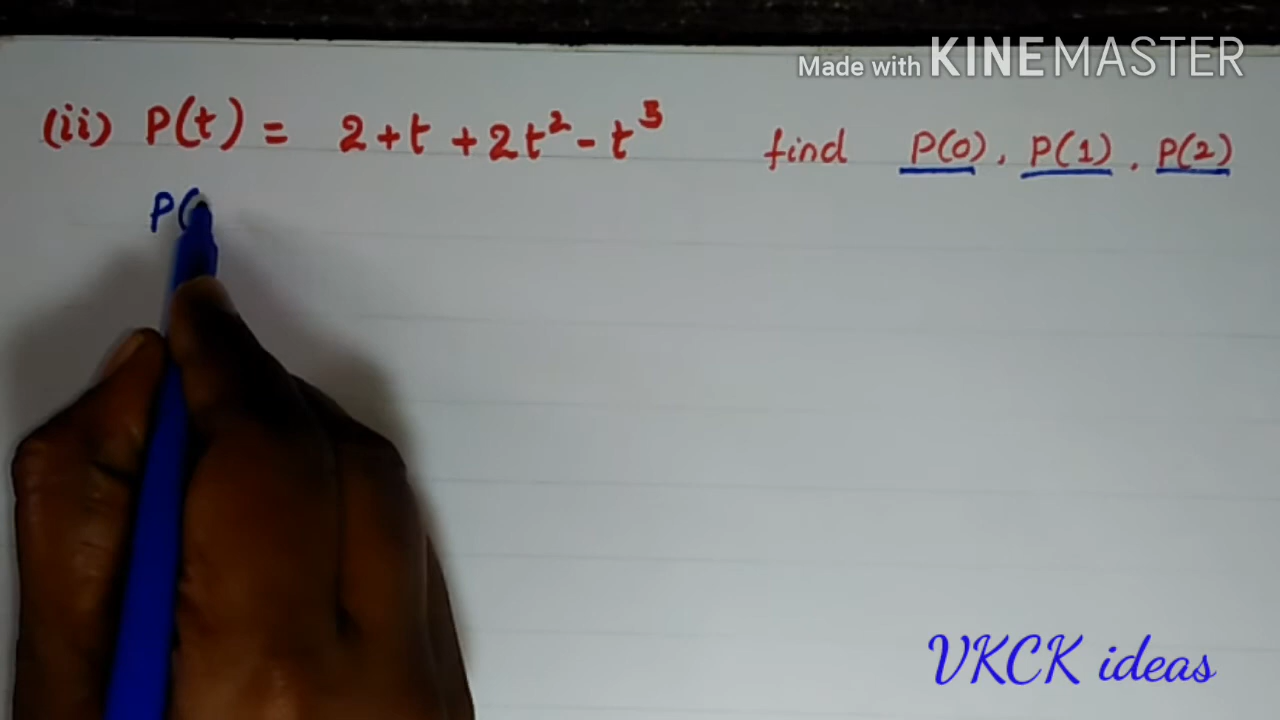 Made with KINEMASTER
(ii) P(t) = 2+t+2t²-t³ find P(0), P(1), P(2)
P(
VKCK ideas